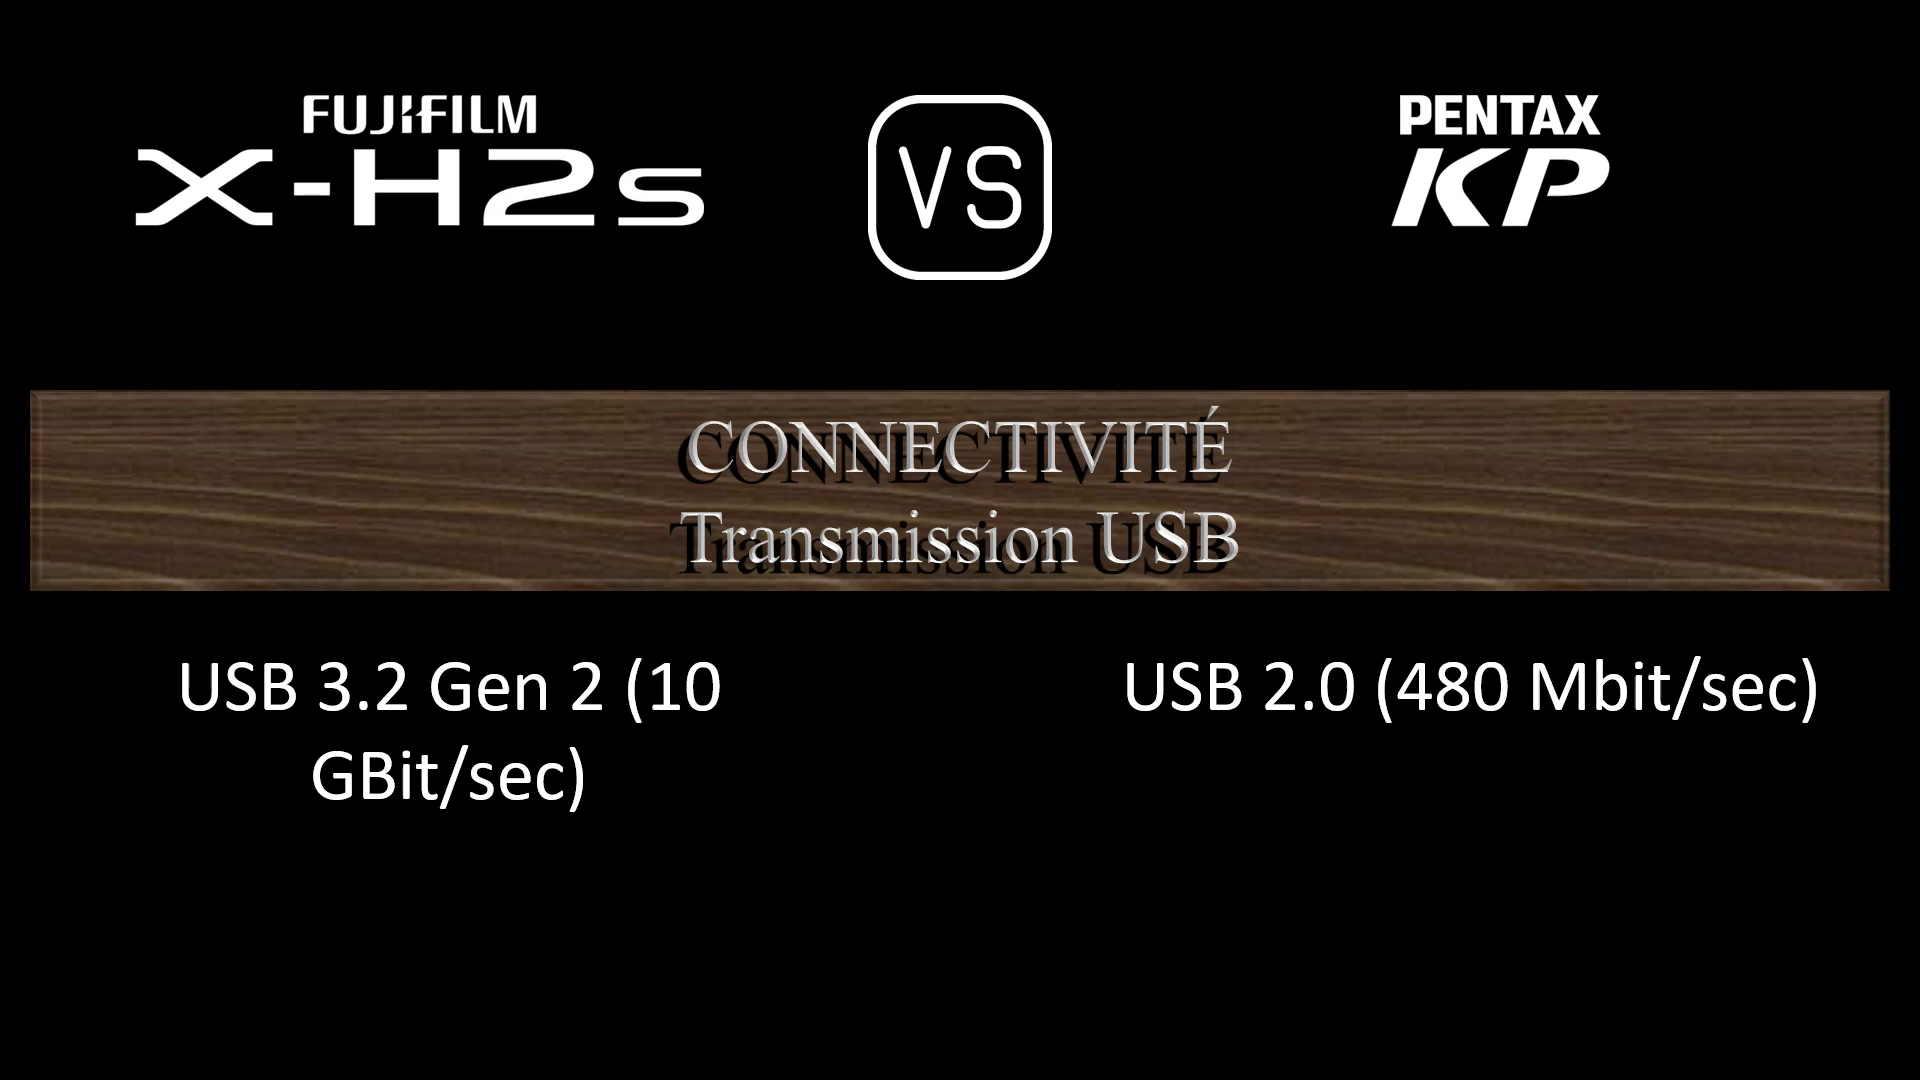 FUJIFILM
X-H2s
VS
PENTAX
KP
CONNECTIVITÉ
Transmission USB
USB 3.2 Gen 2 (10
GBit/sec)
USB 2.0 (480 Mbit/sec)